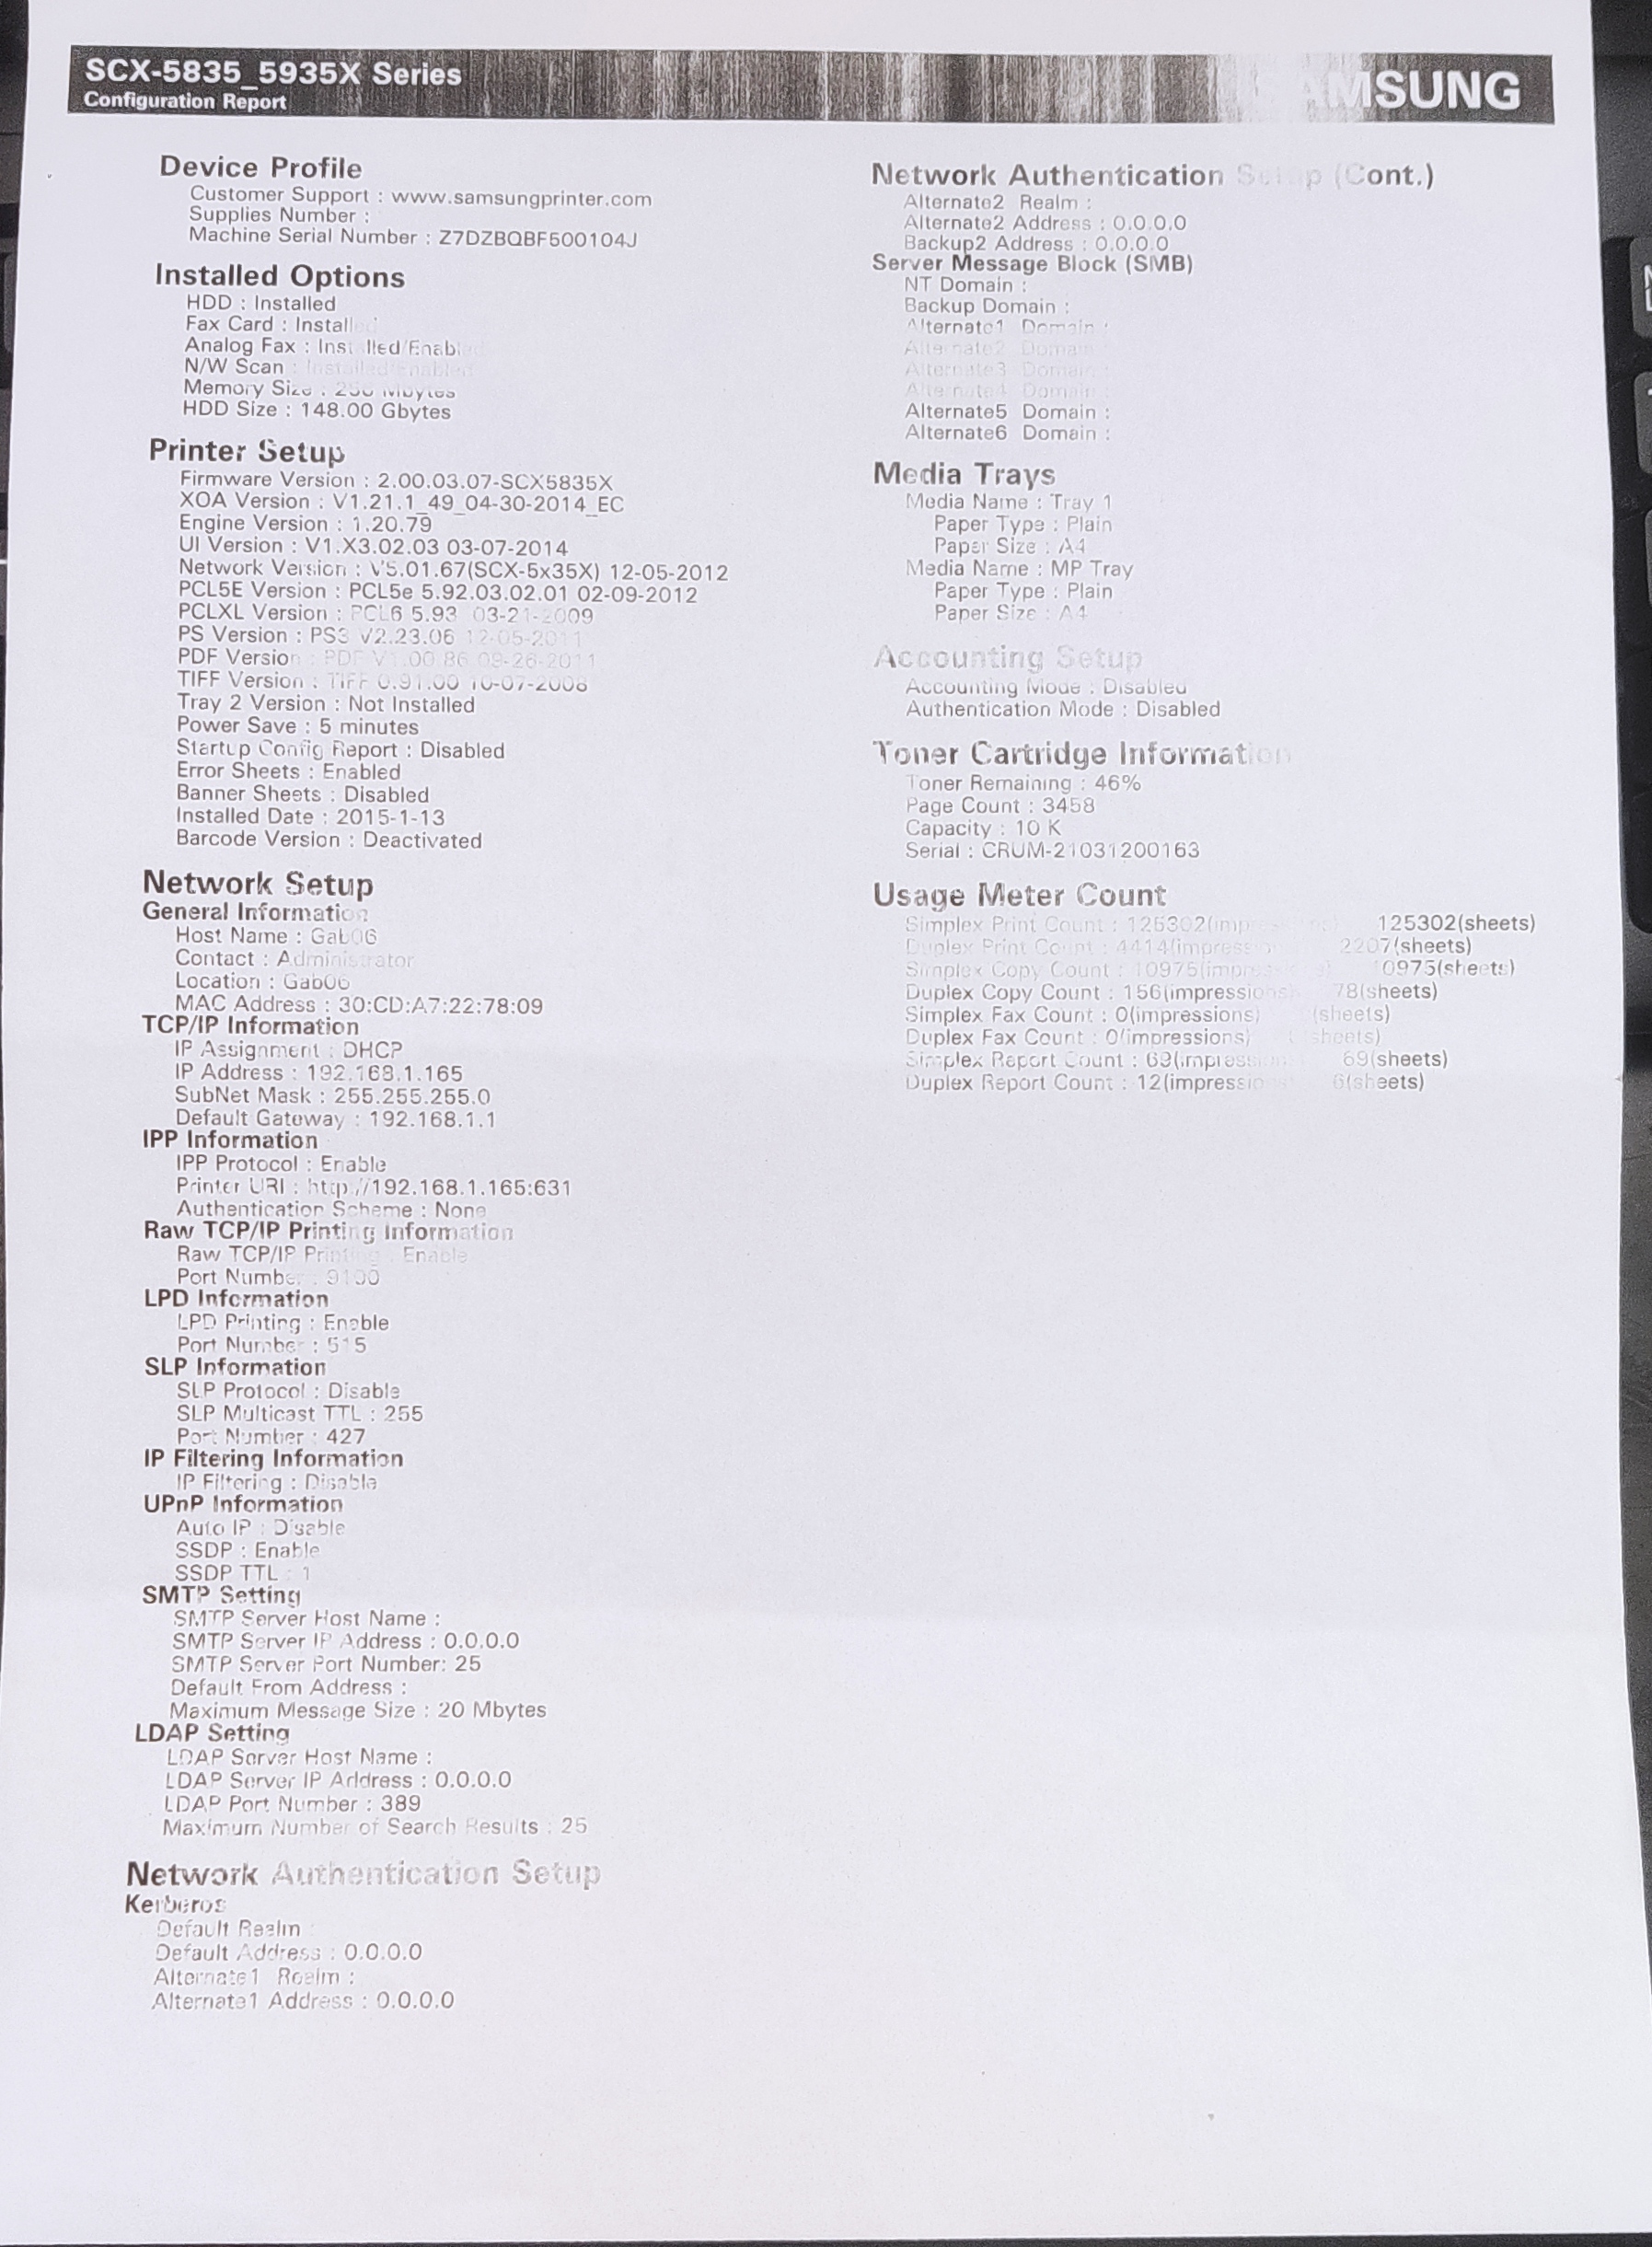 SCX-5835_5935X Series
Configuration Report
SAMSUNG
Device Profile
Customer Support : www.samsungprinter.com
Supplies Number :
Machine Serial Number : Z7DZBQBF500104J
Installed Options
HDD : Installed
Fax Card : Installed
Analog Fax : Installed/Enabled
N/W Scan : Installed/Enabled
Memory Size : 256 Mbytes
HDD Size : 148.00 Gbytes
Printer Setup
Firmware Version : 2.00.03.07-SCX5835X
XOA Version : V1.21.1_49_04-30-2014_EC
Engine Version : 1.20.79
UI Version : V1.X3.02.03 03-07-2014
Network Version : V5.01.67(SCX-5x35X) 12-05-2012
PCL5E Version : PCL5e 5.92.03.02.01 02-09-2012
PCLXL Version : PCL6 5.93 03-21-2009
PS Version : PS3 V2.23.06 12-05-2011
PDF Version : PDF V1.00.86 09-26-2011
TIFF Version : TIFF 0.91.00 10-07-2008
Tray 2 Version : Not Installed
Power Save : 5 minutes
Startup Config Report : Disabled
Error Sheets : Enabled
Banner Sheets : Disabled
Installed Date : 2015-1-13
Barcode Version : Deactivated
Network Setup
General Information
Host Name : Gab06
Contact : Administrator
Location : Gab06
MAC Address : 30:CD:A7:22:78:09
TCP/IP Information
IP Assignment : DHCP
IP Address : 192.168.1.165
SubNet Mask : 255.255.255.0
Default Gateway : 192.168.1.1
IPP Information
IPP Protocol : Enable
Printer URI : http://192.168.1.165:631
Authentication Scheme : None
Raw TCP/IP Printing Information
Raw TCP/IP Printing : Enable
Port Number : 9100
LPD Information
LPD Printing : Enable
Port Number : 515
SLP Information
SLP Protocol : Disable
SLP Multicast TTL : 255
Port Number : 427
IP Filtering Information
IP Filtering : Disable
UPnP Information
Auto IP : Disable
SSDP : Enable
SSDP TTL : 1
SMTP Setting
SMTP Server Host Name :
SMTP Server IP Address : 0.0.0.0
SMTP Server Port Number: 25
Default From Address :
Maximum Message Size : 20 Mbytes
LDAP Setting
LDAP Server Host Name :
LDAP Server IP Address : 0.0.0.0
LDAP Port Number : 389
Maximum Number of Search Results : 25
Network Authentication Setup
Kerberos
Default Realm :
Default Address : 0.0.0.0
Alternate1 Realm :
Alternate1 Address : 0.0.0.0
Network Authentication Setup (Cont.)
Alternate2 Realm :
Alternate2 Address : 0.0.0.0
Backup2 Address : 0.0.0.0
Server Message Block (SMB)
NT Domain :
Backup Domain :
Alternate1 Domain :
Alternate2 Domain :
Alternate3 Domain :
Alternate4 Domain :
Alternate5 Domain :
Alternate6 Domain :
Media Trays
Media Name : Tray 1
Paper Type : Plain
Paper Size : A4
Media Name : MP Tray
Paper Type : Plain
Paper Size : A4
Accounting Setup
Accounting Mode : Disabled
Authentication Mode : Disabled
Toner Cartridge Information
Toner Remaining : 46%
Page Count : 3458
Capacity : 10 K
Serial : CRUM-21031200163
Usage Meter Count
Simplex Print Count : 125302(impressions) 125302(sheets)
Duplex Print Count : 4414(impressions) 2207(sheets)
Simplex Copy Count : 10975(impressions) 10975(sheets)
Duplex Copy Count : 156(impressions) 78(sheets)
Simplex Fax Count : 0(impressions) (sheets)
Duplex Fax Count : 0(impressions) (sheets)
Simplex Report Count : 69(impressions) 69(sheets)
Duplex Report Count : 12(impressions) 6(sheets)